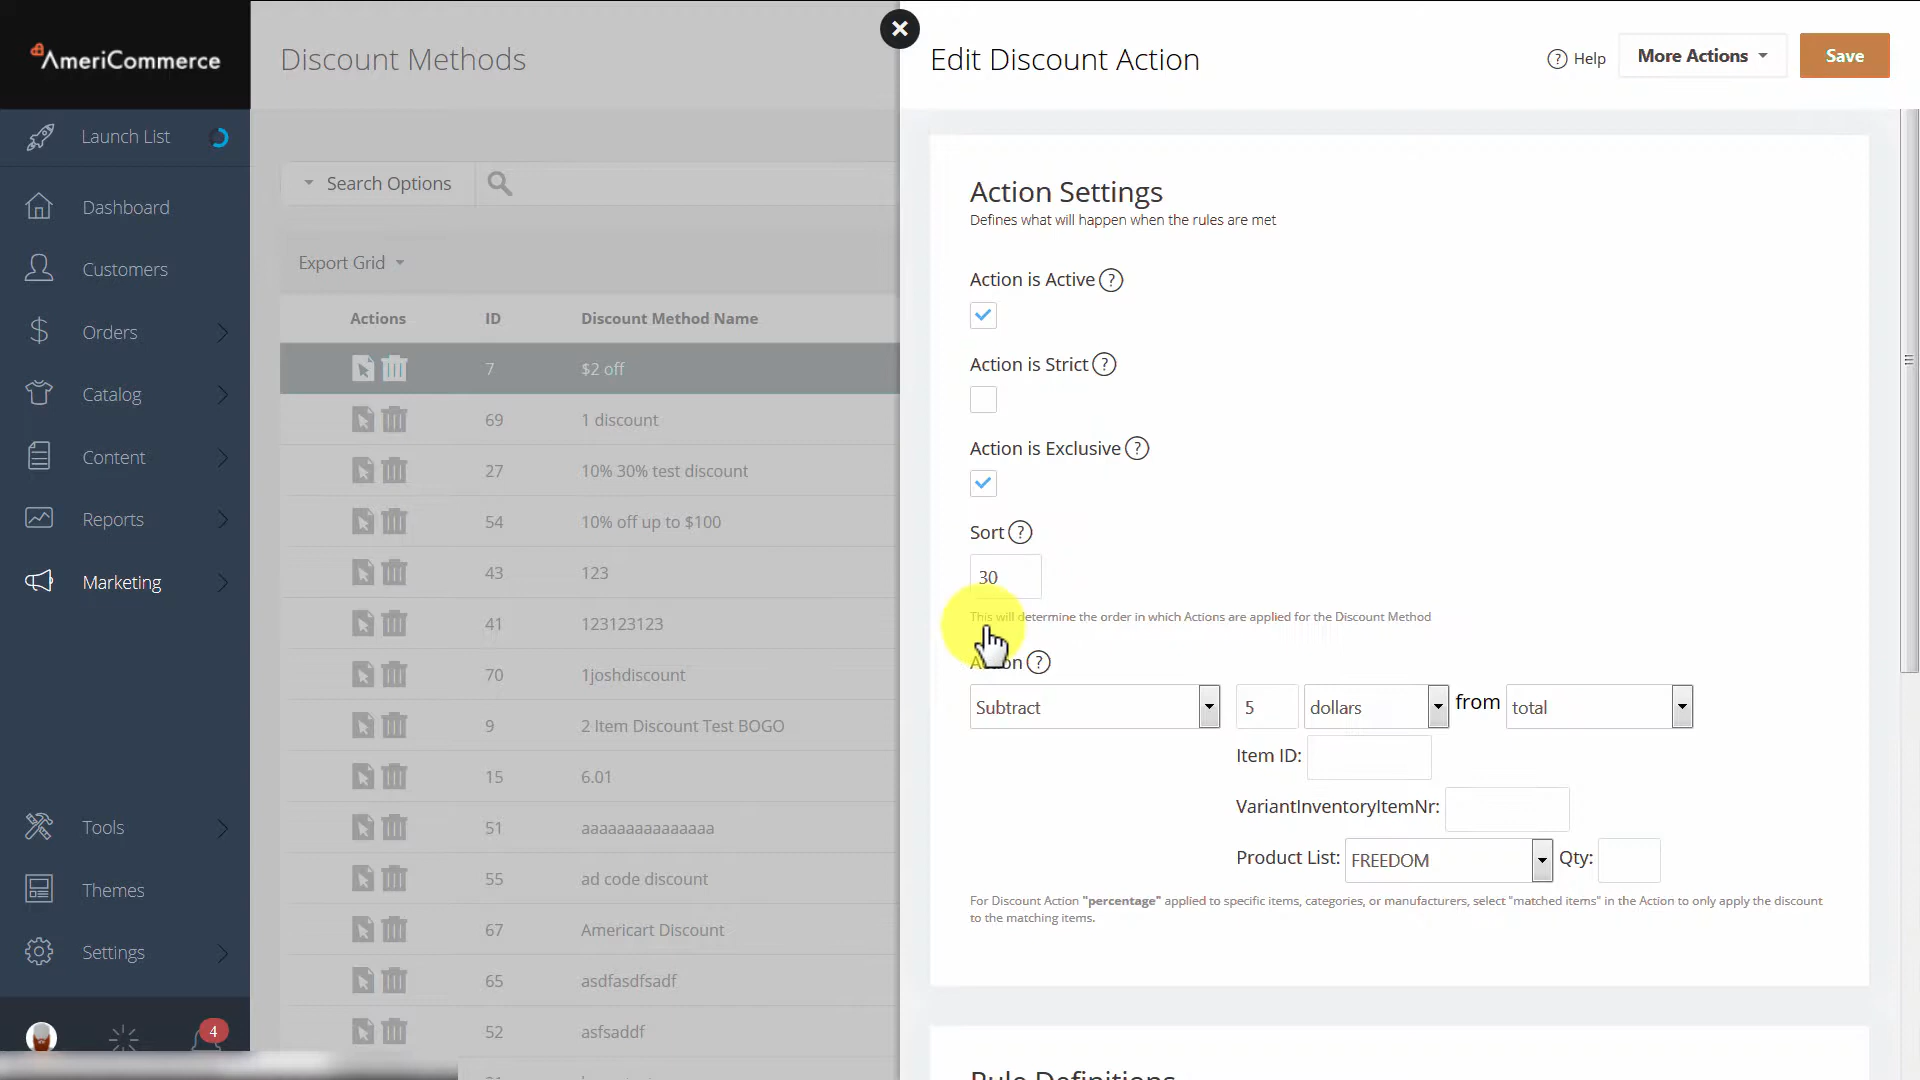 AmeriCommerce
Launch List
Dashboard
Customers
Orders
Catalog
Content
Reports
Marketing
Tools
Themes
Settings
4
Discount Methods
Search Options
Export Grid
Actions ID Discount Method Name
7 $2 off
69 1 discount
27 10% 30% test discount
54 10% off up to $100
43 123
41 123123123
70 1joshdiscount
9 2 Item Discount Test BOGO
15 6.01
51 aaaaaaaaaaaaaaa
55 ad code discount
67 Americart Discount
65 asdfasdfsadf
52 asfsaddf
Edit Discount Action
? Help
More Actions
Save
Action Settings
Defines what will happen when the rules are met
Action is Active ?
Action is Strict ?
Action is Exclusive ?
Sort ?
30
This will determine the order in which Actions are applied for the Discount Method
Action ?
Subtract 5 dollars from total
Item ID:
VariantInventoryItemNr:
Product List: FREEDOM Qty:
For Discount Action "percentage" applied to specific items, categories, or manufacturers, select "matched items" in the Action to only apply the discount
to the matching items.
Rule Definitions